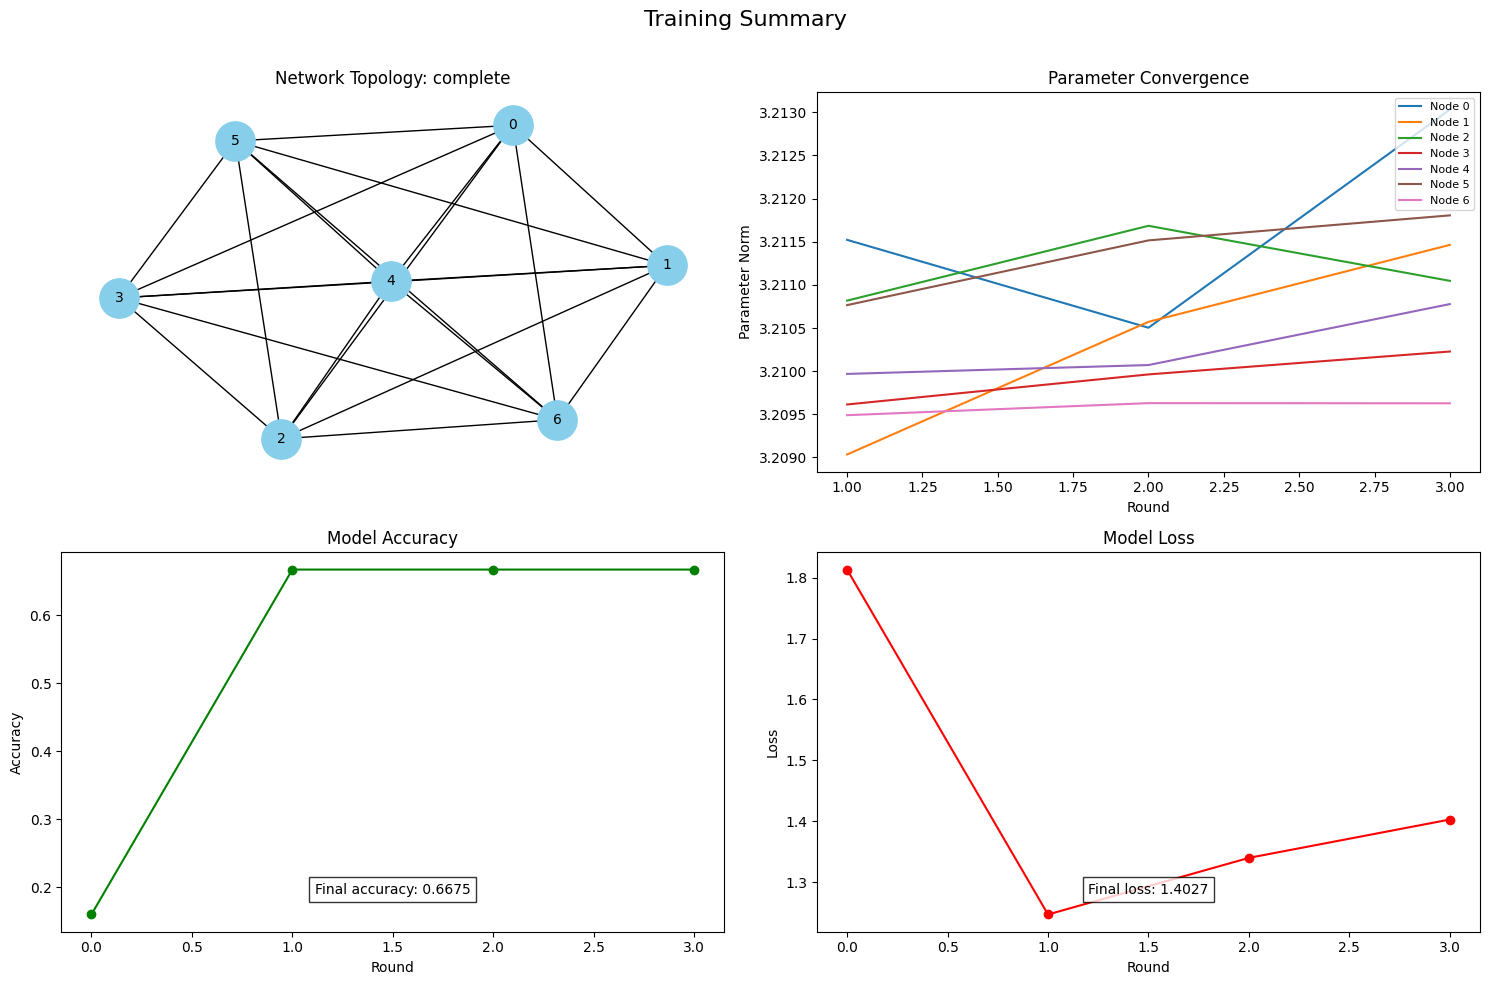 Training Summary
Network Topology: complete
5
0
1
4
3
6
2
Parameter Convergence
Parameter Norm
3.2130
3.2125
3.2120
3.2115
3.2110
3.2105
3.2100
3.2095
3.2090
Node 0
Node 1
Node 2
Node 3
Node 4
Node 5
Node 6
1.00 1.25 1.50 1.75 2.00 2.25 2.50 2.75 3.00
Round
Model Accuracy
Accuracy
0.6
0.5
0.4
0.3
0.2
Final accuracy: 0.6675
0.0 0.5 1.0 1.5 2.0 2.5 3.0
Round
Model Loss
Loss
1.8
1.7
1.6
1.5
1.4
1.3
Final loss: 1.4027
0.0 0.5 1.0 1.5 2.0 2.5 3.0
Round